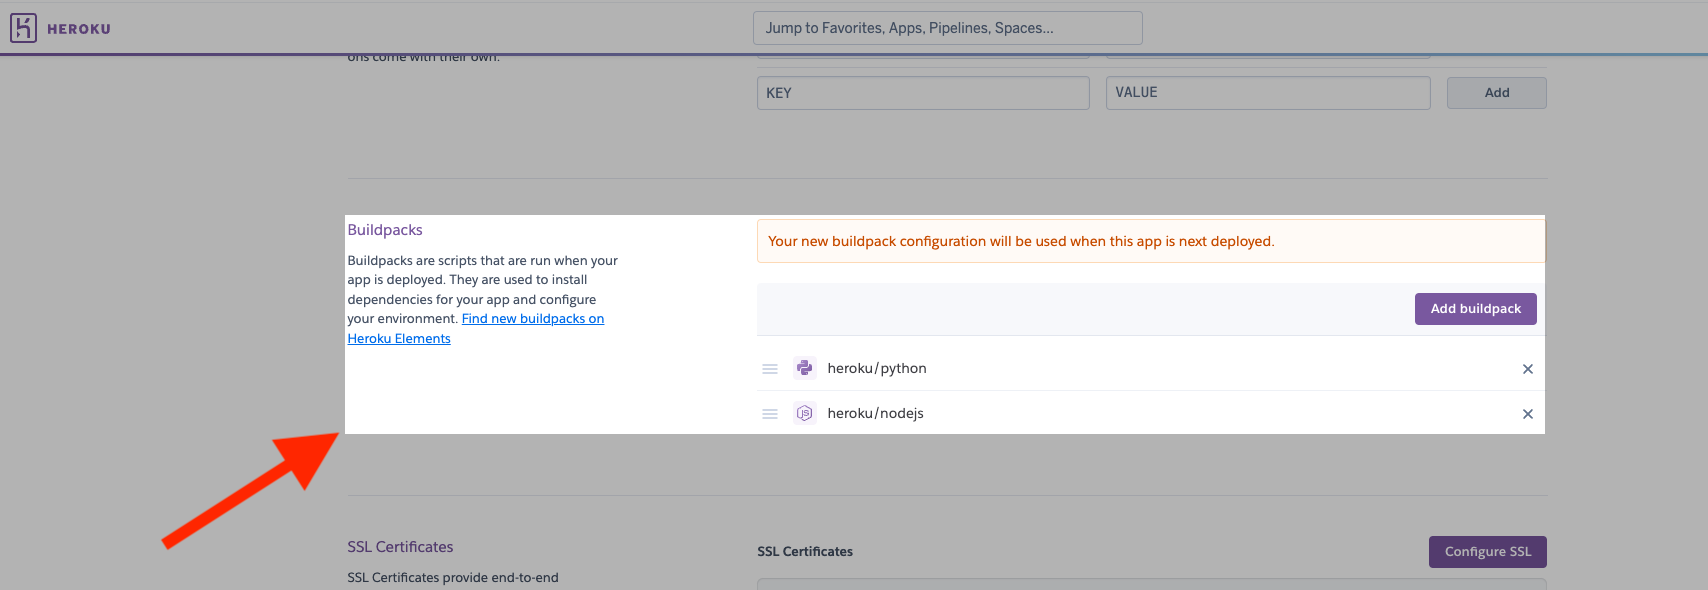 HEROKU
Jump to Favorites, Apps, Pipelines, Spaces...
ons come with their own.
KEY
VALUE
Add
Buildpacks
Buildpacks are scripts that are run when your
app is deployed. They are used to install
dependencies for your app and configure
your environment. Find new buildpacks on
Heroku Elements
Your new buildpack configuration will be used when this app is next deployed.
Add buildpack
heroku/python
JS heroku/nodejs
SSL Certificates
SSL Certificates provide end-to-end
SSL Certificates
Configure SSL